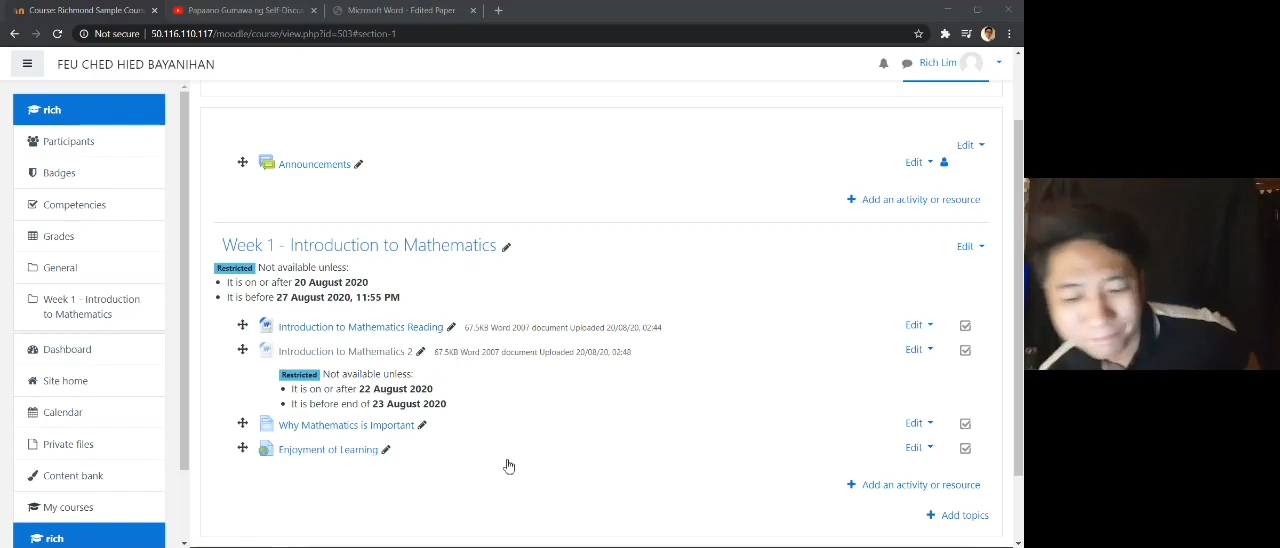 Course: Richmond Sample Cours
Papaano Gumawa ng Self-Discus
Microsoft Word - Edited Paper
Not secure | 50.116.110.117/moodle/course/view.php?id=503#section-1
FEU CHED HIED BAYANIHAN
Rich Lim
rich
Participants
Badges
Competencies
Grades
General
Week 1 - Introduction
to Mathematics
Dashboard
Site home
Calendar
Private files
Content bank
My courses
rich
Edit
Announcements
Edit
+ Add an activity or resource
Week 1 - Introduction to Mathematics
Edit
Restricted Not available unless:
• It is on or after 20 August 2020
• It is before 27 August 2020, 11:55 PM
Introduction to Mathematics Reading 67.5KB Word 2007 document Uploaded 20/08/20, 02:44
Edit
Introduction to Mathematics 2 67.5KB Word 2007 document Uploaded 20/08/20, 02:48
Edit
Restricted Not available unless:
• It is on or after 22 August 2020
• It is before end of 23 August 2020
Why Mathematics is Important
Edit
Enjoyment of Learning
Edit
+ Add an activity or resource
+ Add topics